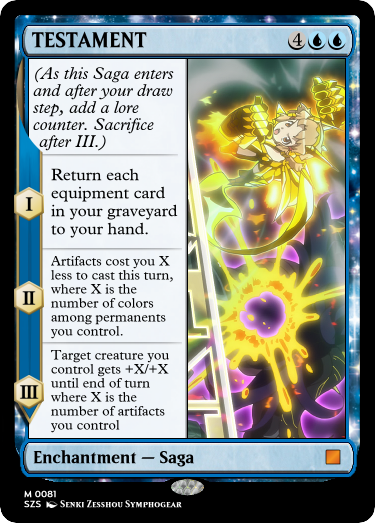 TESTAMENT 4
(As this Saga enters
and after your draw
step, add a lore
counter. Sacrifice
after III.)
I
Return each
equipment card
in your graveyard
to your hand.
II
Artifacts cost you X
less to cast this turn,
where X is the
number of colors
among permanents
you control.
III
Target creature you
control gets +X/+X
until end of turn
where X is the
number of artifacts
you control
Enchantment — Saga
M 0081
SZS Senki Zesshou Symphogear